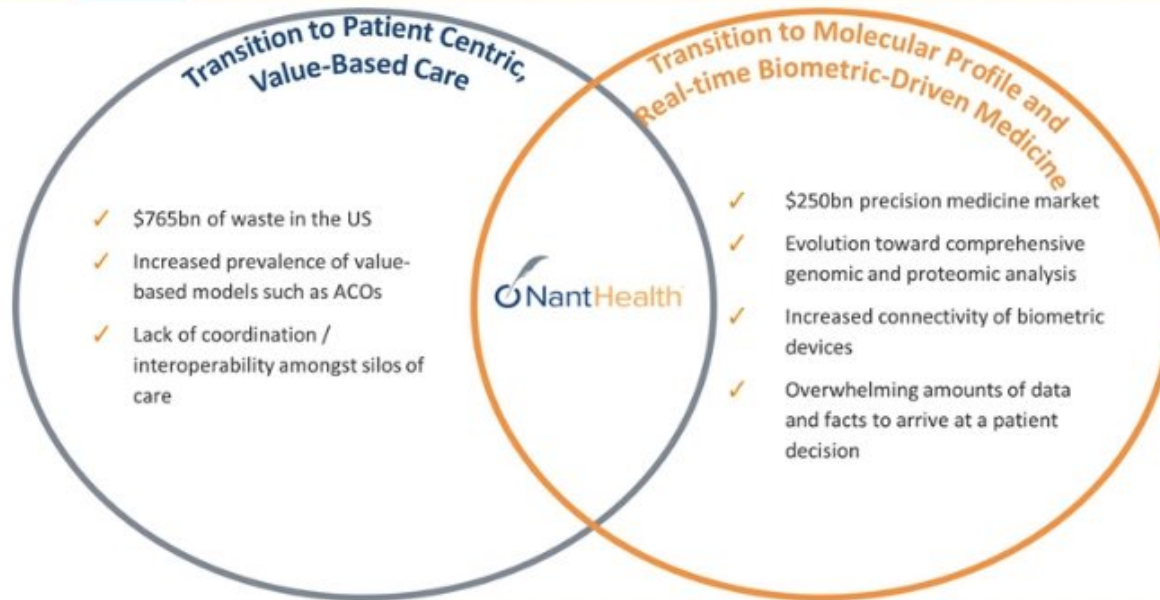 Transition to Patient Centric,
Value-Based Care
$765bn of waste in the US
Increased prevalence of value-
based models such as ACOs
Lack of coordination /
interoperability amongst silos of
care
NantHealth
Transition to Molecular Profile and
Real-time Biometric-Driven Medicine
$250bn precision medicine market
Evolution toward comprehensive
genomic and proteomic analysis
Increased connectivity of biometric
devices
Overwhelming amounts of data
and facts to arrive at a patient
decision